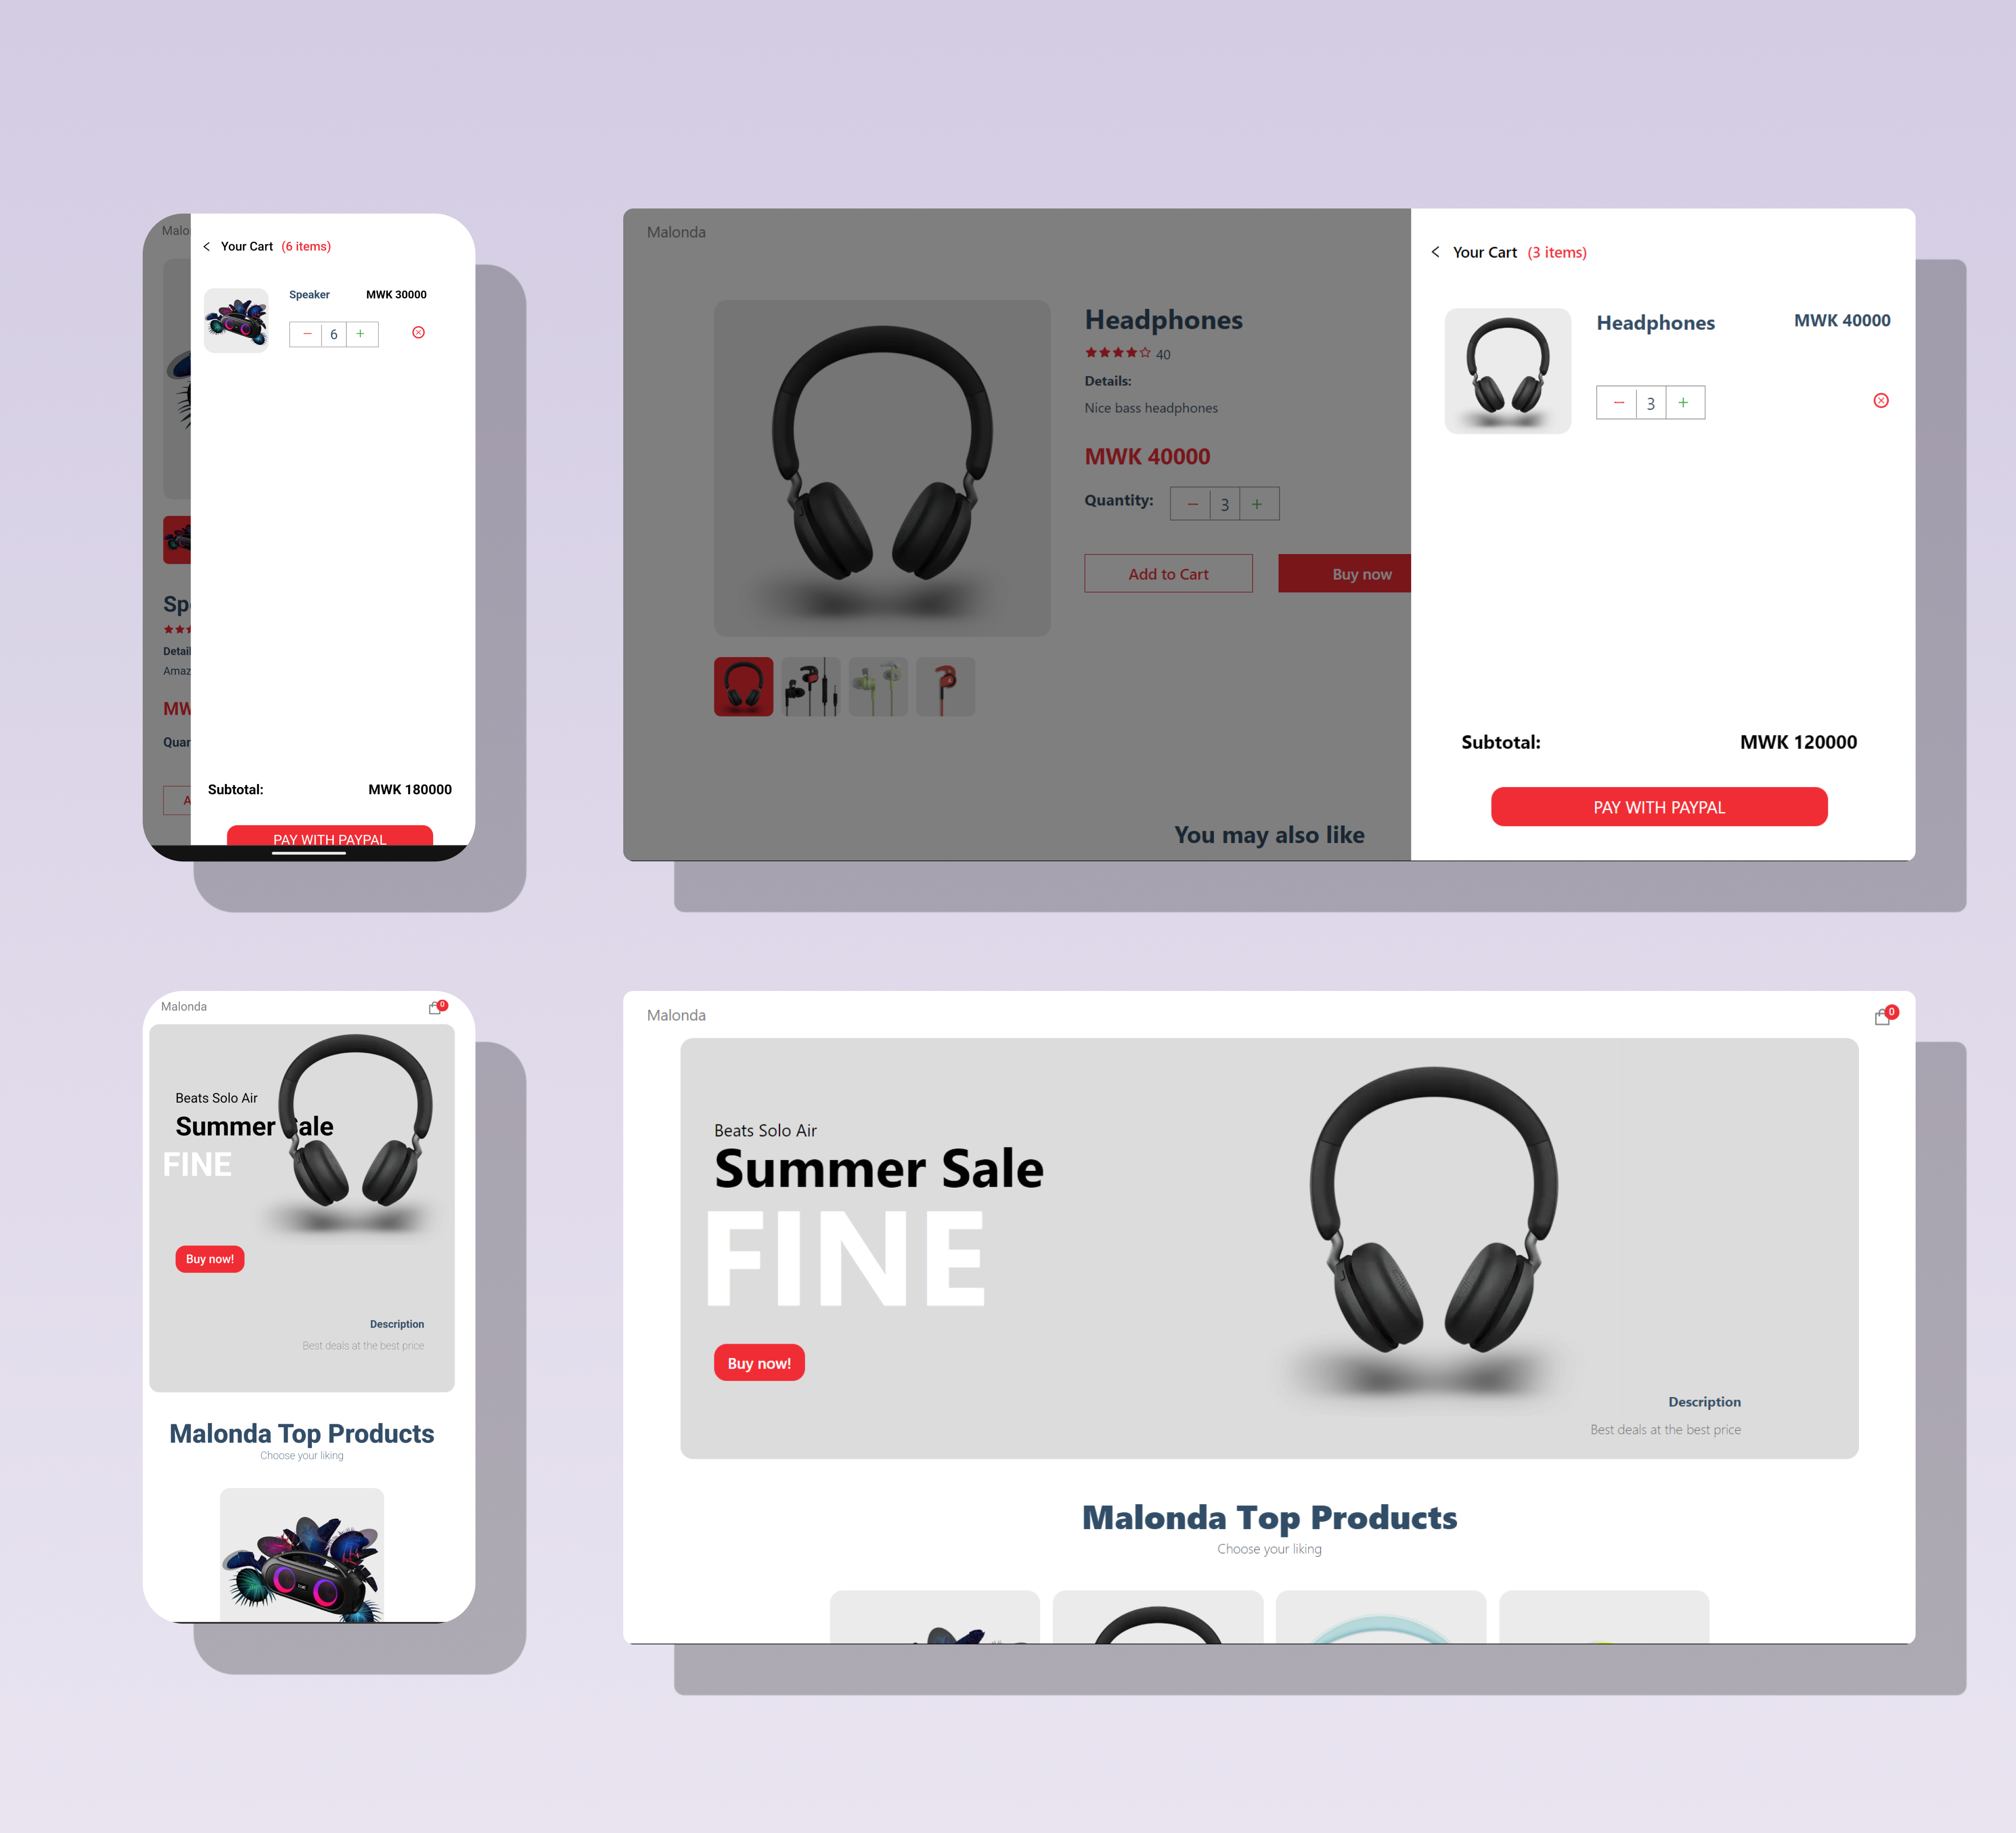 Malo
Your Cart (6 items)
Speaker MWK 30000
6
Sp
Detail
Amaz
MW
Quan
Subtotal: MWK 180000
A
PAY WITH PAYPAL
Malonda
Headphones
40
Details:
Nice bass headphones
MWK 40000
Quantity: 3
Add to Cart Buy now
You may also like
Your Cart (3 items)
Headphones MWK 40000
3
Subtotal: MWK 120000
PAY WITH PAYPAL
Malonda 0
Beats Solo Air
Summer Sale
FINE
Buy now!
Description
Best deals at the best price
Malonda Top Products
Choose your liking
Malonda 0
Beats Solo Air
Summer Sale
FINE
Buy now!
Description
Best deals at the best price
Malonda Top Products
Choose your liking